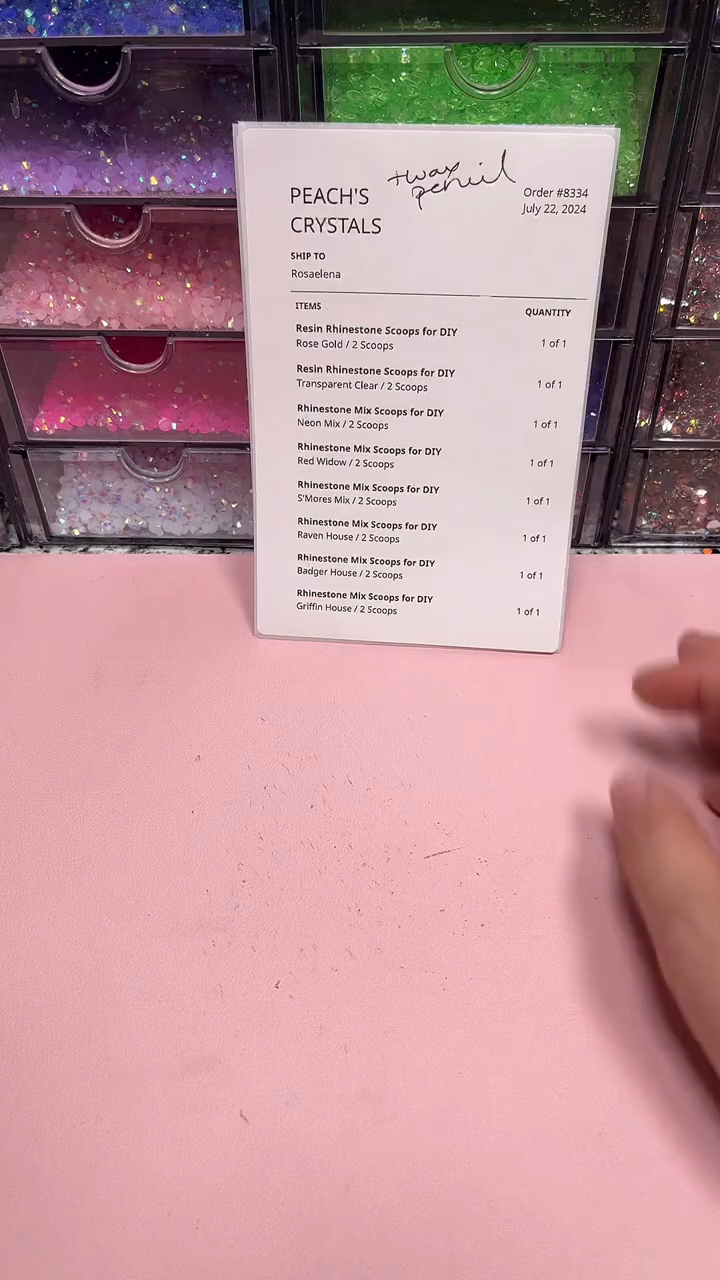 +wax
pencil
PEACH'S
CRYSTALS
Order #8334
July 22, 2024
SHIP TO
Rosaelena
ITEMS QUANTITY
Resin Rhinestone Scoops for DIY
Rose Gold / 2 Scoops 1 of 1
Resin Rhinestone Scoops for DIY
Transparent Clear / 2 Scoops 1 of 1
Rhinestone Mix Scoops for DIY
Neon Mix / 2 Scoops 1 of 1
Rhinestone Mix Scoops for DIY
Red Widow / 2 Scoops 1 of 1
Rhinestone Mix Scoops for DIY
S'Mores Mix / 2 Scoops 1 of 1
Rhinestone Mix Scoops for DIY
Raven House / 2 Scoops 1 of 1
Rhinestone Mix Scoops for DIY
Badger House / 2 Scoops 1 of 1
Rhinestone Mix Scoops for DIY
Griffin House / 2 Scoops 1 of 1